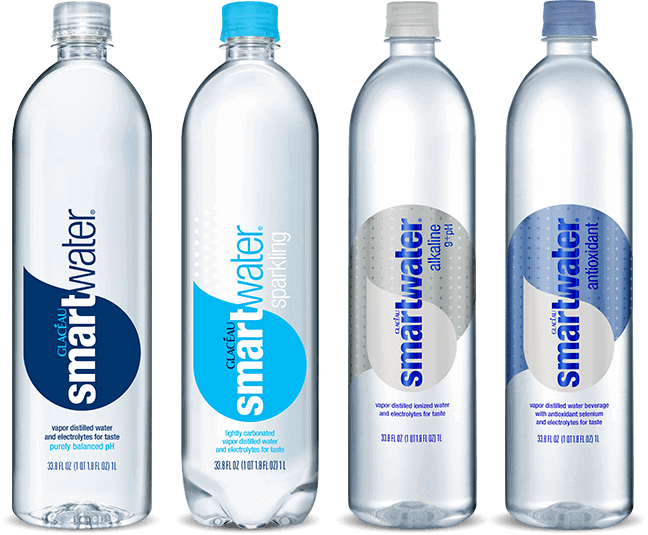 GLACÉAU
smartwater®
vapor distilled water
and electrolytes for taste
purely balanced pH
33.8 FL OZ (1 QT 1.8 FL OZ) 1L
GLACÉAU
smartwater®
sparkling
lightly carbonated
vapor distilled water
and electrolytes for taste
33.8 FL OZ (1 QT 1.8 FL OZ) 1L
GLACÉAU
smartwater®
alkaline
9+pH
vapor distilled ionized water
and electrolytes for taste
33.8 FL OZ (1 QT 1.8 FL OZ) 1L
GLACÉAU
smartwater®
antioxidant
vapor distilled water beverage
with antioxidant selenium
and electrolytes for taste
33.8 FL OZ (1 QT 1.8 FL OZ) 1L